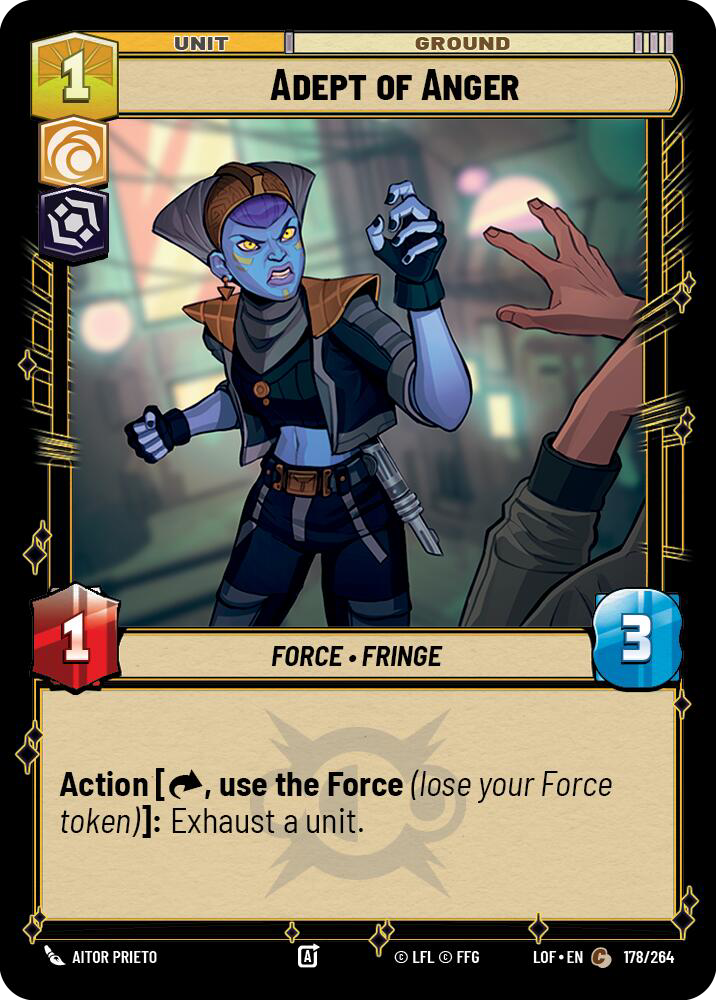 UNIT
GROUND
1
ADEPT OF ANGER
1
FORCE • FRINGE
3
Action [, use the Force (lose your Force
token)]: Exhaust a unit.
AITOR PRIETO
A
© LFL © FFG
LOF • EN
C
178/264